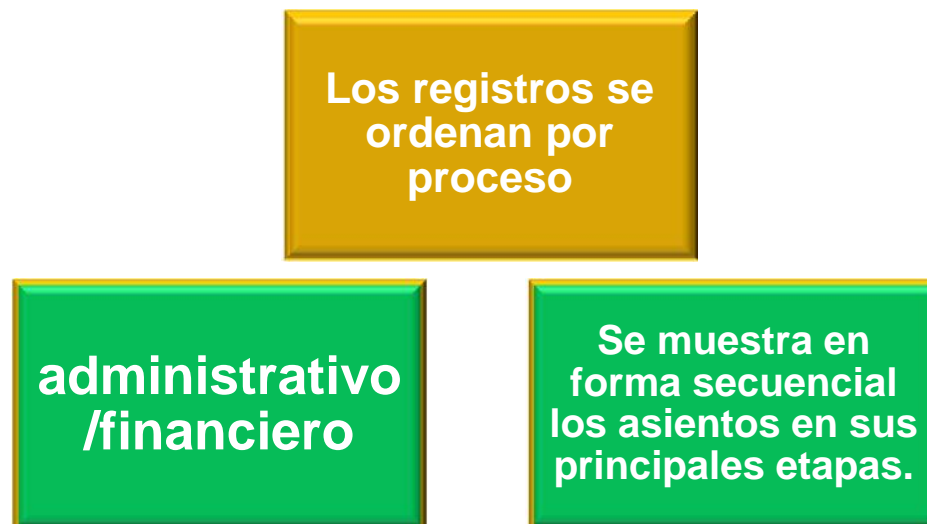 Los registros se
ordenan por
proceso
administrativo
/financiero
Se muestra en
forma secuencial
los asientos en sus
principales etapas.